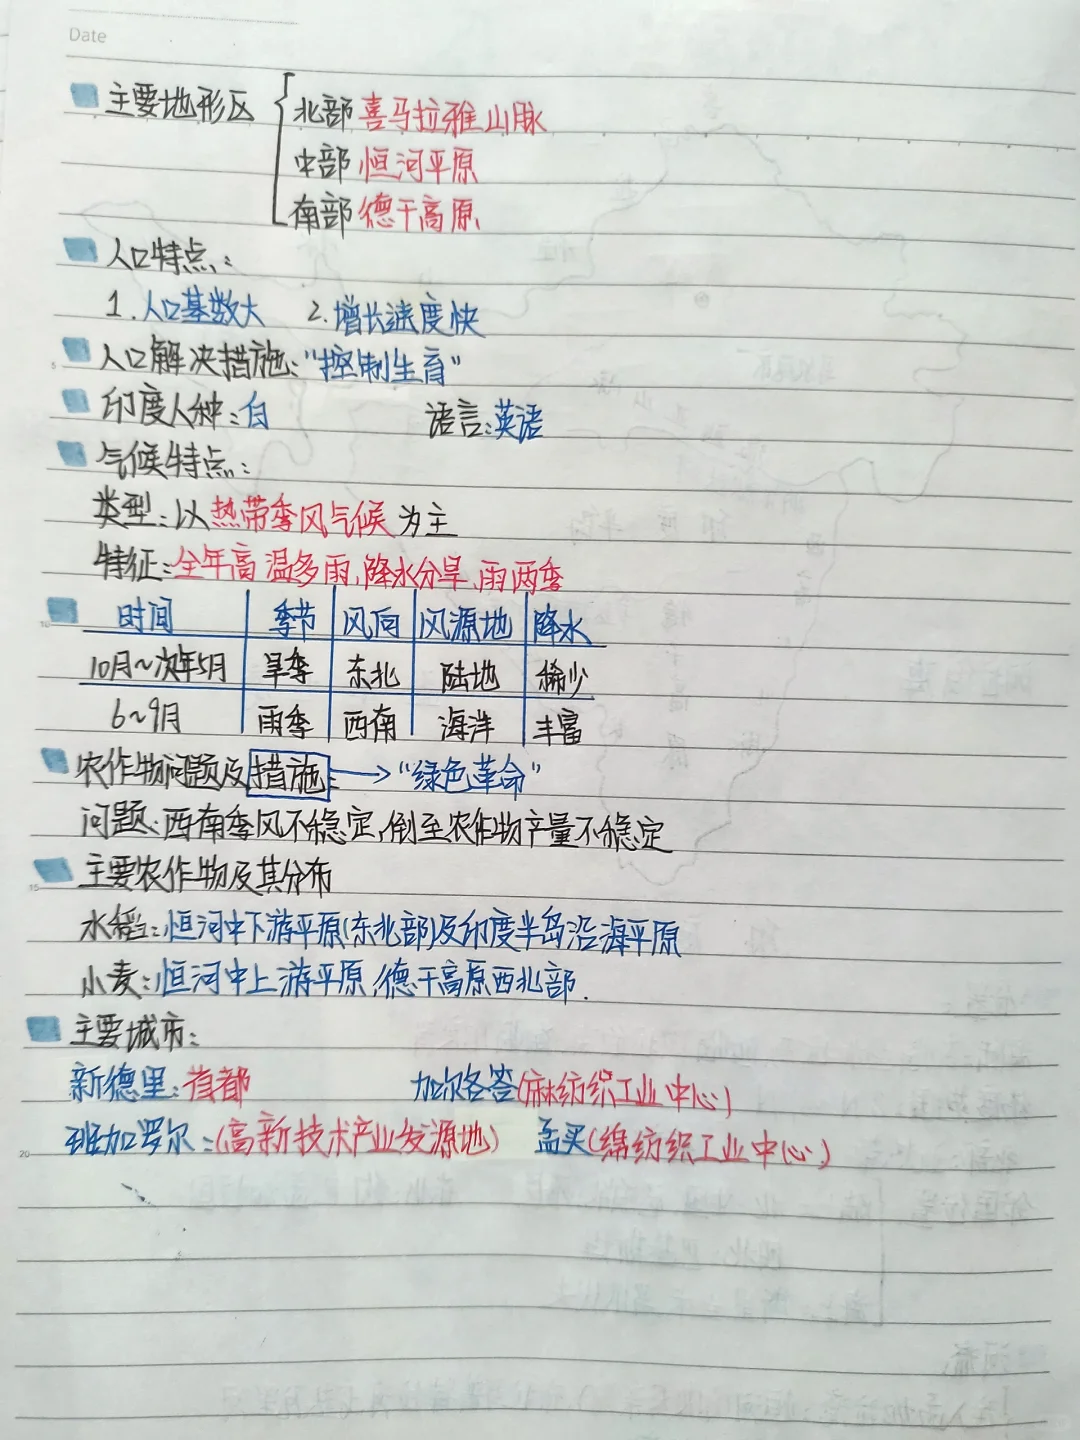 Date
主要地形区
北部 喜马拉雅山脉
中部 恒河平原
南部 德干高原
人口特点:
1.人口基数大 2.增长速度快
人口解决措施:"控制生育"
印度人种:白 语言:英语
气候特点:
类型:以热带季风气候为主
特征:全年高温多雨,降水分旱、雨两季
时间 季节 风向 风源地 降水
10月~次年5月 旱季 东北 陆地 稀少
6~9月 雨季 西南 海洋 丰富
农作物问题及措施: "绿色革命"
问题:西南季风不稳定,倒至农作物产量不稳定
主要农作物及其分布
水稻:恒河中下游平原(东北部)及印度半岛沿海平原
小麦:恒河中上游平原,德干高原西北部.
主要城市:
新德里:首都 加尔各答(麻纺织工业中心)
班加罗尔:(高新技术产业发源地) 孟买(绵纺织工业中心)